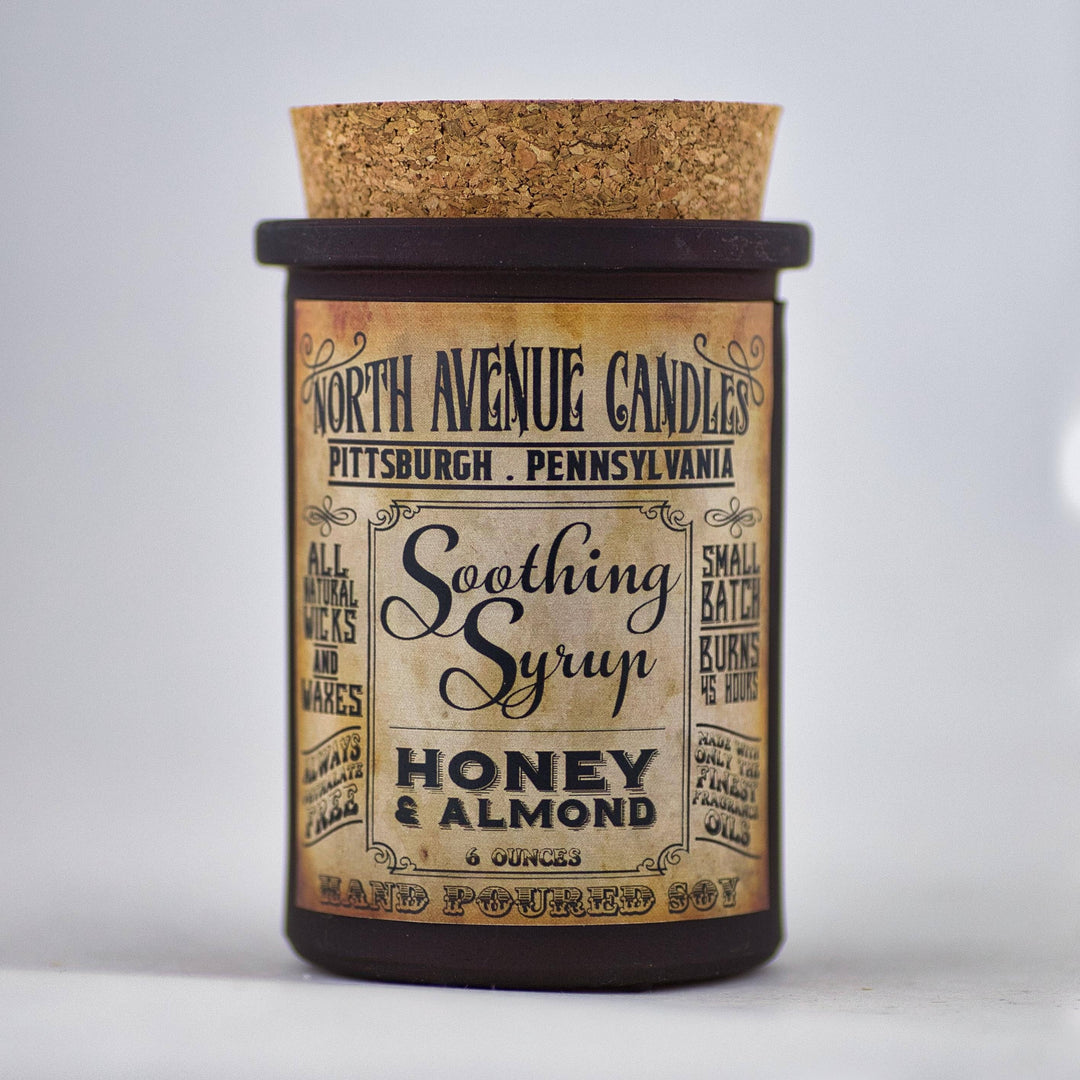 NORTH AVENUE CANDLES
PITTSBURGH . PENNSYLVANIA
ALL
NATURAL
WICKS
AND
WAXES
ALWAYS
PHTHALATE
FREE
Soothing
Syrup
HONEY
& ALMOND
6 OUNCES
SMALL
BATCH
BURNS
45 HOURS
MADE WITH
ONLY THE
FINEST
FRAGRANCE
OILS
HAND POURED SOY